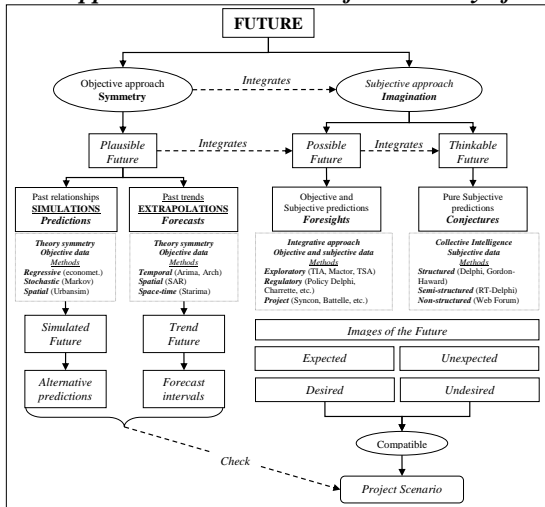 FUTURE
Objective approach
Symmetry
Integrates
Subjective approach
Imagination
Plausible
Future
Integrates
Possible
Future
Integrates
Thinkable
Future
Past relationships
SIMULATIONS
Predictions
Past trends
EXTRAPOLATIONS
Forecasts
Objective and
Subjective predictions
Foresights
Pure Subjective
predictions
Conjectures
Theory symmetry
Objective data
Methods
Regressive (economet.)
Stochastic (Markov)
Spatial (Urbansim)
Theory symmetry
Objective data
Methods
Temporal (Arima, Arch)
Spatial (SAR)
Space-time (Starima)
Integrative approach
Objective and subjective data
Methods
Exploratory (TIA, Mactor, TSA)
Regulatory (Policy Delphi,
Charrette, etc.)
Project (Syncon, Battelle, etc.)
Collective Intelligence
Subjective data
Methods
Structured (Delphi, Gordon-
Haward)
Semi-structured (RT-Delphi)
Non-structured (Web Forum)
Simulated
Future
Trend
Future
Images of the Future
Expected
Unexpected
Alternative
predictions
Forecast
intervals
Desired
Undesired
Compatible
Check
Project Scenario